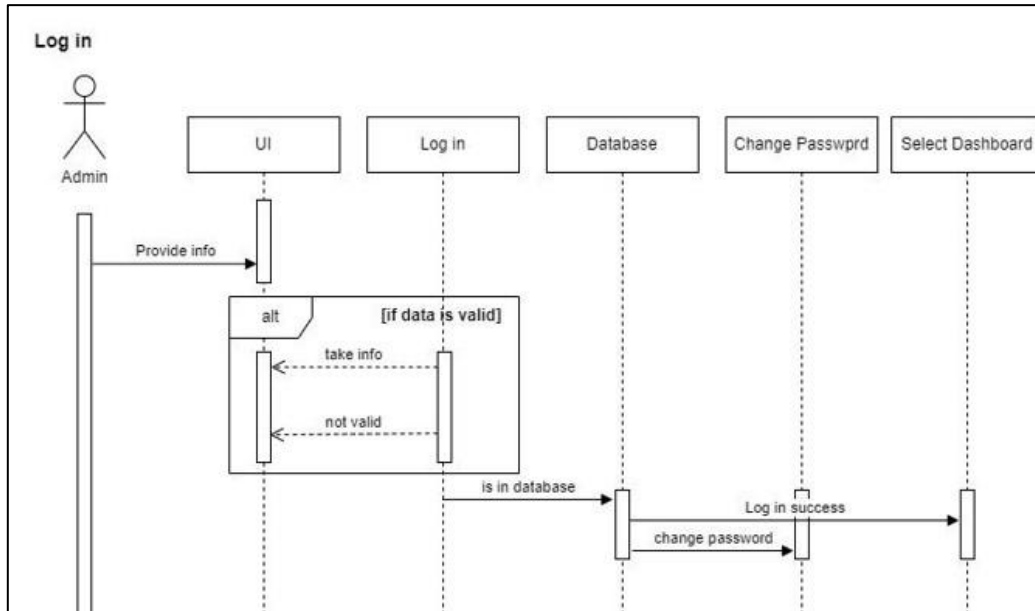 Log in
Admin
UI
Log in
Database
Change Passwprd
Select Dashboard
Provide info
alt
[if data is valid]
take info
not valid
is in database
Log in success
change password